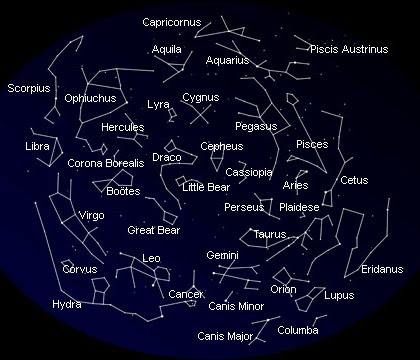 Capricornus
Aquila
Piscis Austrinus
Aquarius
Scorpius
Ophiuchus
Lyra
Cygnus
Hercules
Pegasus
Libra
Corona Borealis
Draco
Cepheus
Pisces
Cassiopia
Boötes
Little Bear
Aries
Cetus
Virgo
Perseus
Plaidese
Great Bear
Taurus
Leo
Gemini
Corvus
Eridanus
Hydra
Cancer
Orion
Lupus
Canis Minor
Canis Major
Columba